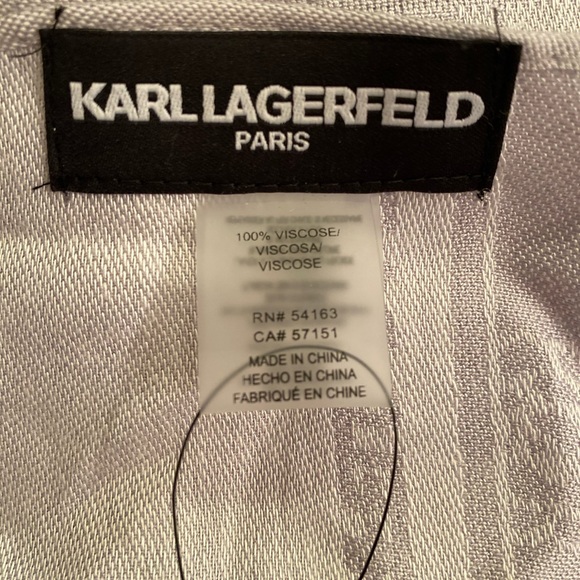 KARL LAGERFELD
PARIS
100% VISCOSE/
VISCOSA/
VISCOSE
RN# 54163
CA# 57151
MADE IN CHINA
HECHO EN CHINA
FABRIQUÉ EN CHINE